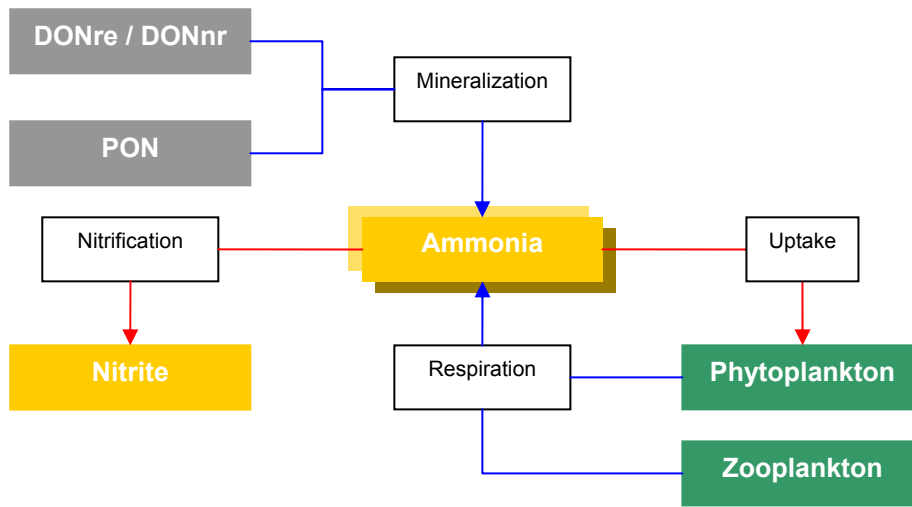 DONre / DONnr
Mineralization
PON
Nitrification
Ammonia
Uptake
Nitrite
Respiration
Phytoplankton
Zooplankton